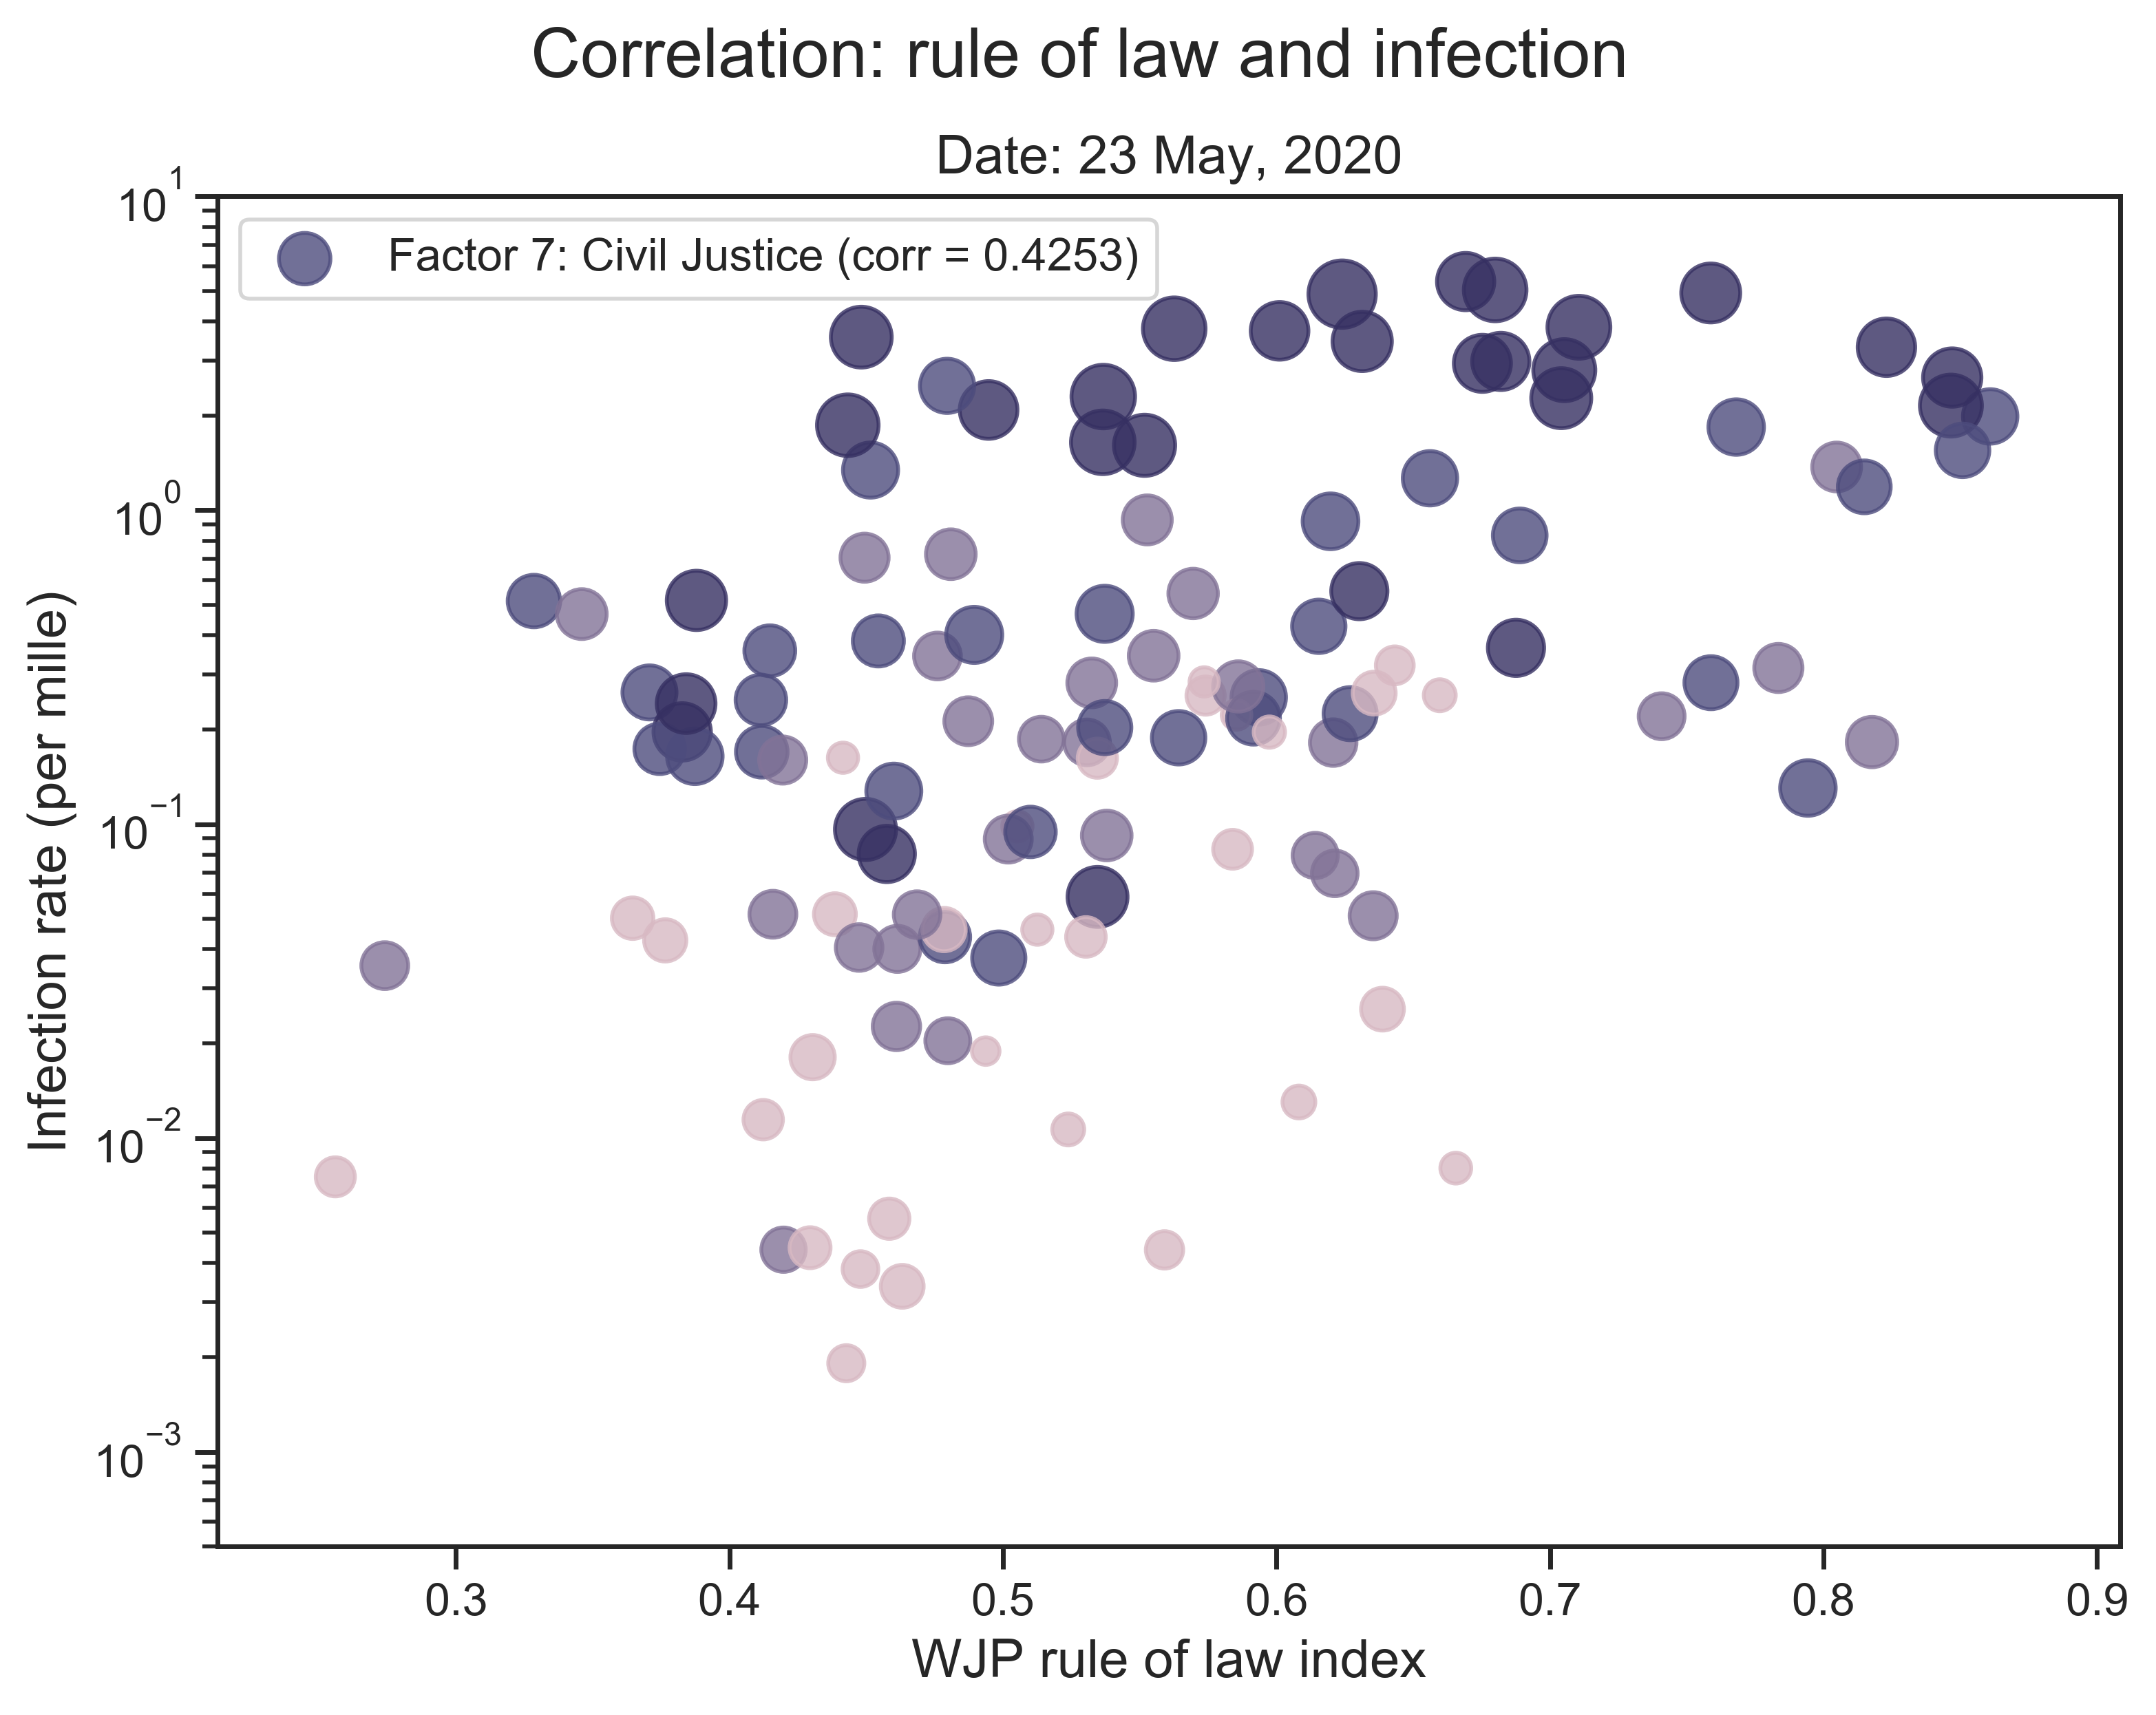 Correlation: rule of law and infection
Date: 23 May, 2020
Factor 7: Civil Justice (corr = 0.4253)
Infection rate (per mille)
10^1
10^0
10^−1
10^−2
10^−3
0.3 0.4 0.5 0.6 0.7 0.8 0.9
WJP rule of law index